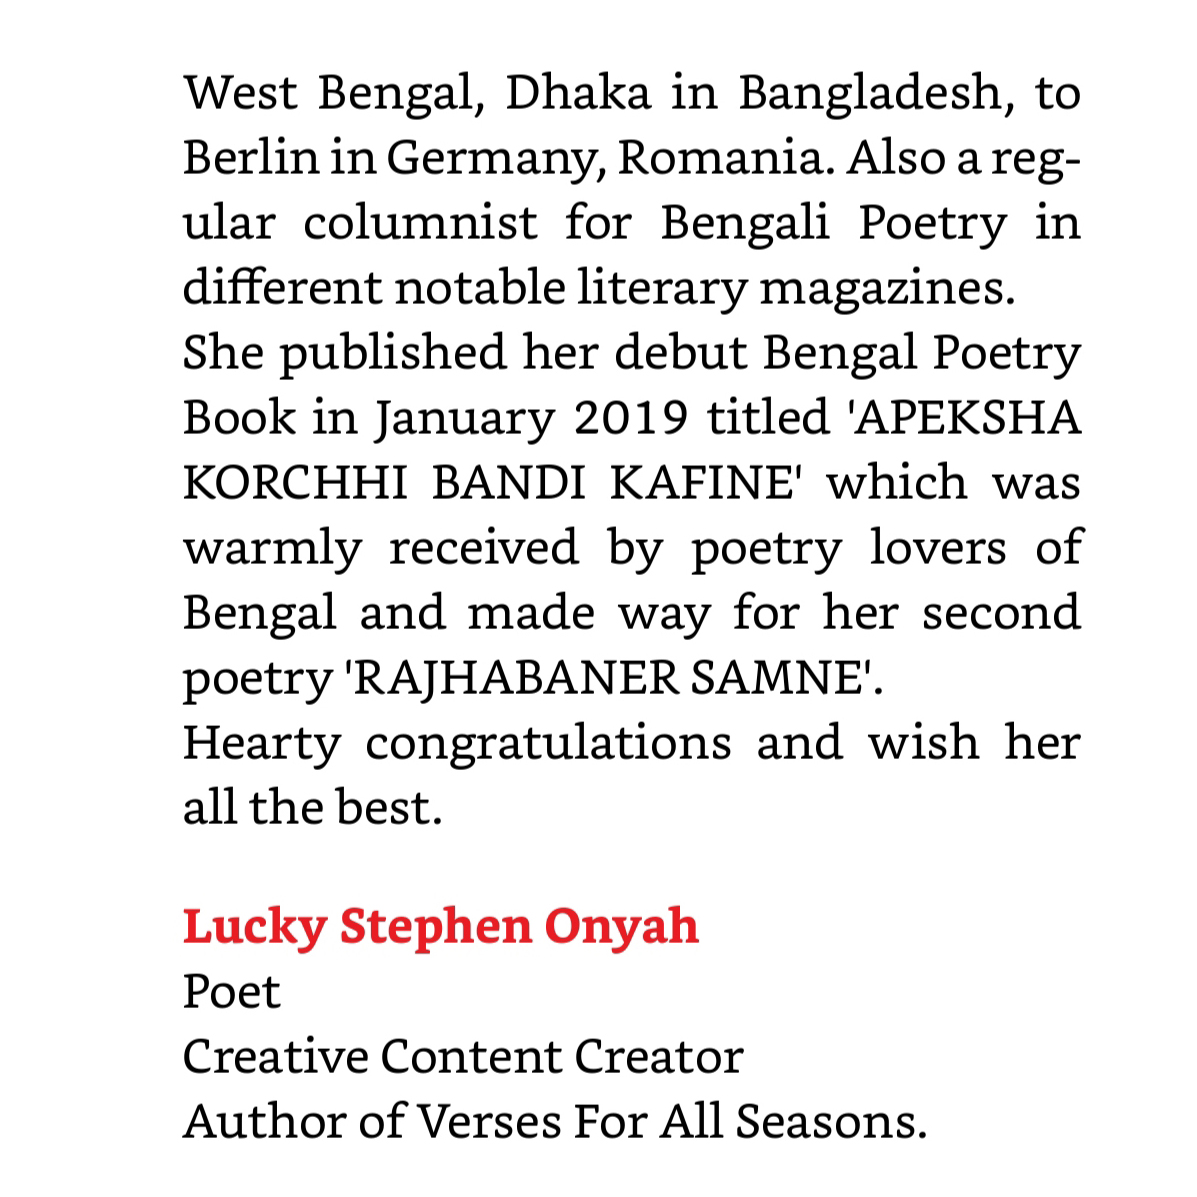 West Bengal, Dhaka in Bangladesh, to
Berlin in Germany, Romania. Also a reg-
ular columnist for Bengali Poetry in
different notable literary magazines.
She published her debut Bengal Poetry
Book in January 2019 titled 'APEKSHA
KORCHHI BANDI KAFINE' which was
warmly received by poetry lovers of
Bengal and made way for her second
poetry 'RAJHABANER SAMNE'.
Hearty congratulations and wish her
all the best.
Lucky Stephen Onyah
Poet
Creative Content Creator
Author of Verses For All Seasons.